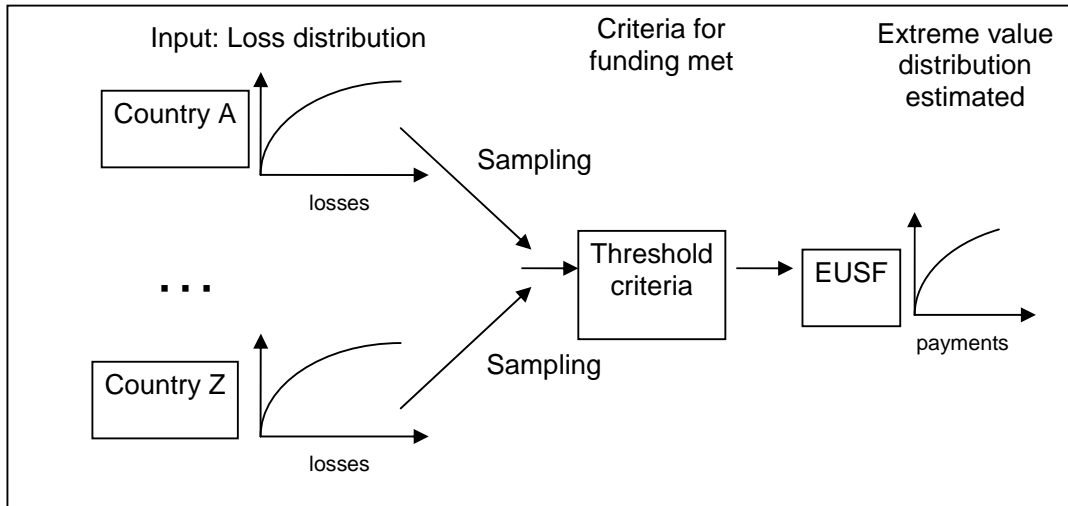 Input: Loss distribution
Criteria for
funding met
Extreme value
distribution
estimated
Country A
losses
Sampling
...
Threshold
criteria
EUSF
payments
Country Z
losses
Sampling